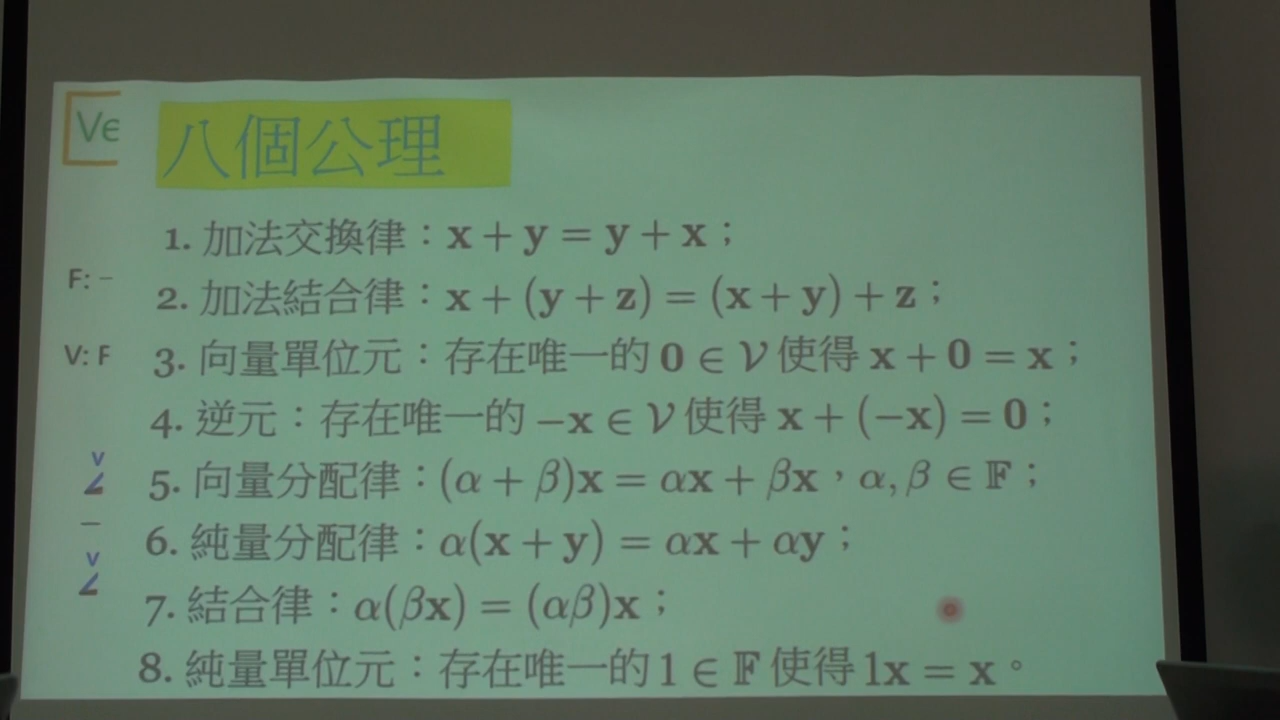 Ve
八個公理
1. 加法交換律：x + y = y + x；
F: –
2. 加法結合律：x + (y + z) = (x + y) + z；
V: F
3. 向量單位元：存在唯一的 0 ∈ 𝒱 使得 x + 0 = x；
4. 逆元：存在唯一的 −x ∈ 𝒱 使得 x + (−x) = 0；
5. 向量分配律：(α + β)x = αx + βx，α, β ∈ 𝔽；
6. 純量分配律：α(x + y) = αx + αy；
7. 結合律：α(βx) = (αβ)x；
8. 純量單位元：存在唯一的 1 ∈ 𝔽 使得 1x = x。